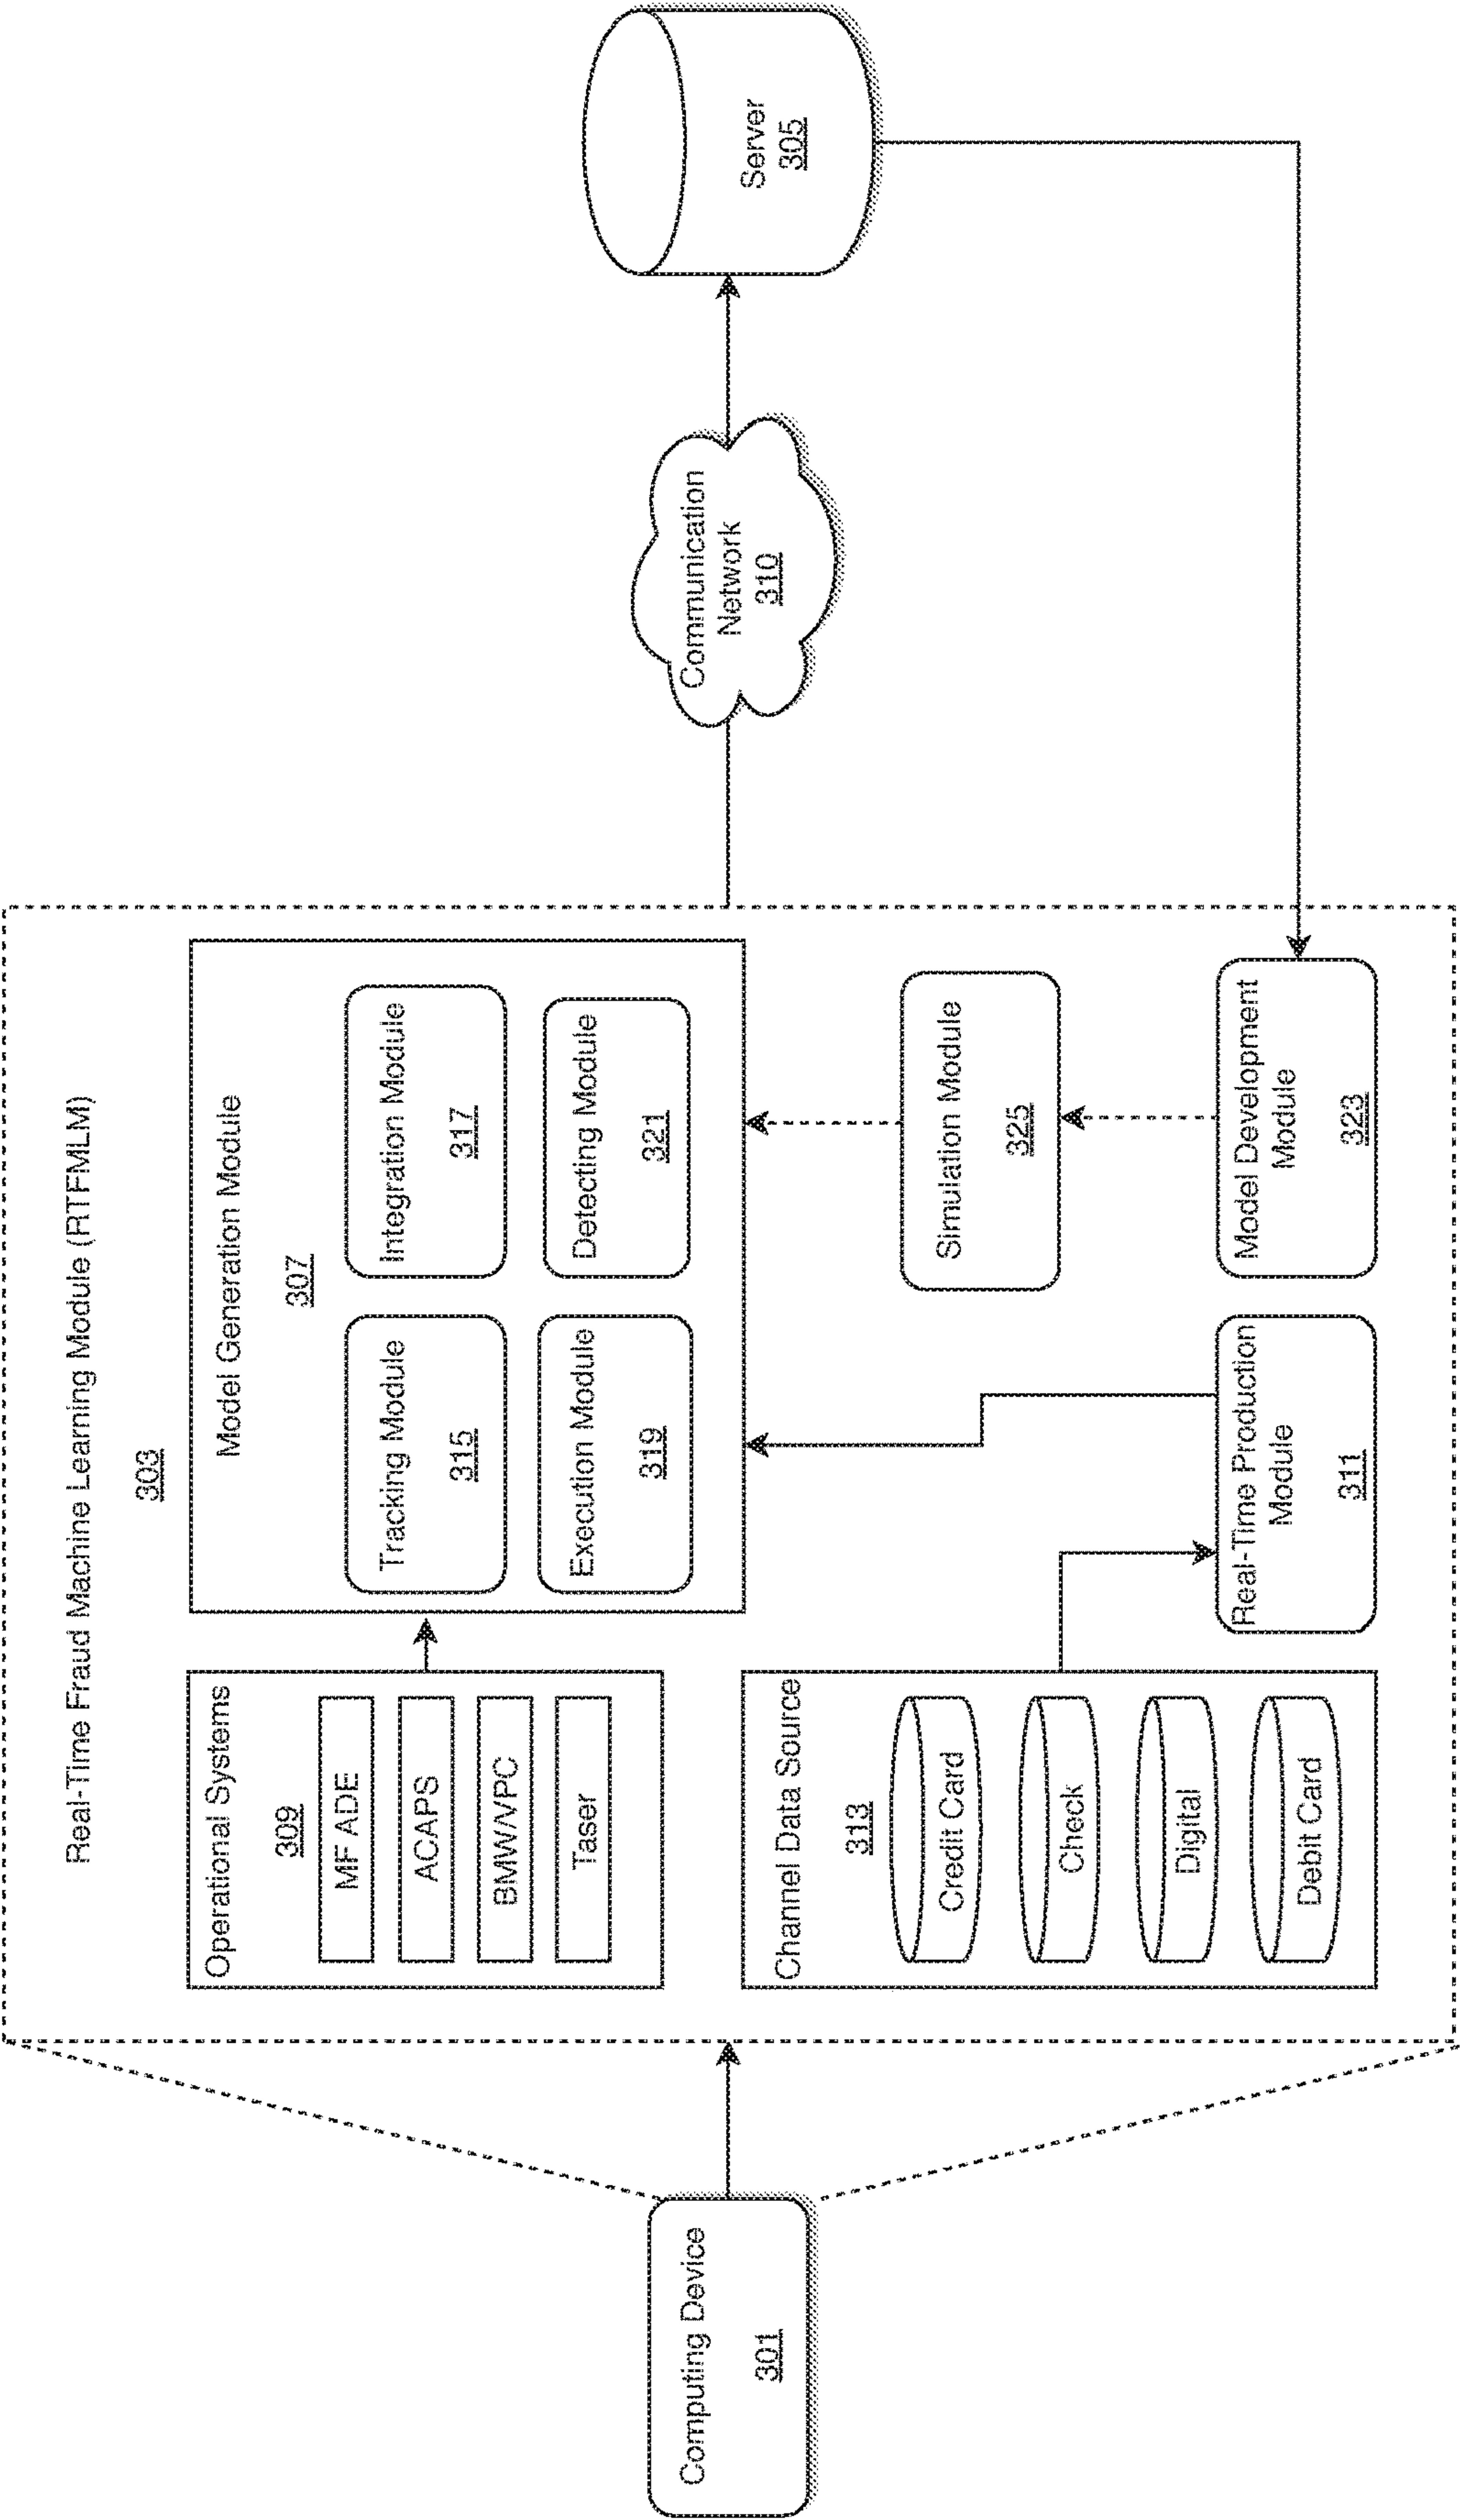 Real-Time Fraud Machine Learning Module (RTFMLM)
303
Computing Device
301
Operational Systems
309
MF ADE
ACAPS
BMW/VPC
Taser
Channel Data Source
313
Credit Card
Check
Digital
Debit Card
Model Generation Module
307
Tracking Module
315
Integration Module
317
Execution Module
319
Detecting Module
321
Simulation Module
325
Real-Time Production
Module
311
Model Development
Module
323
Communication
Network
310
Server
305